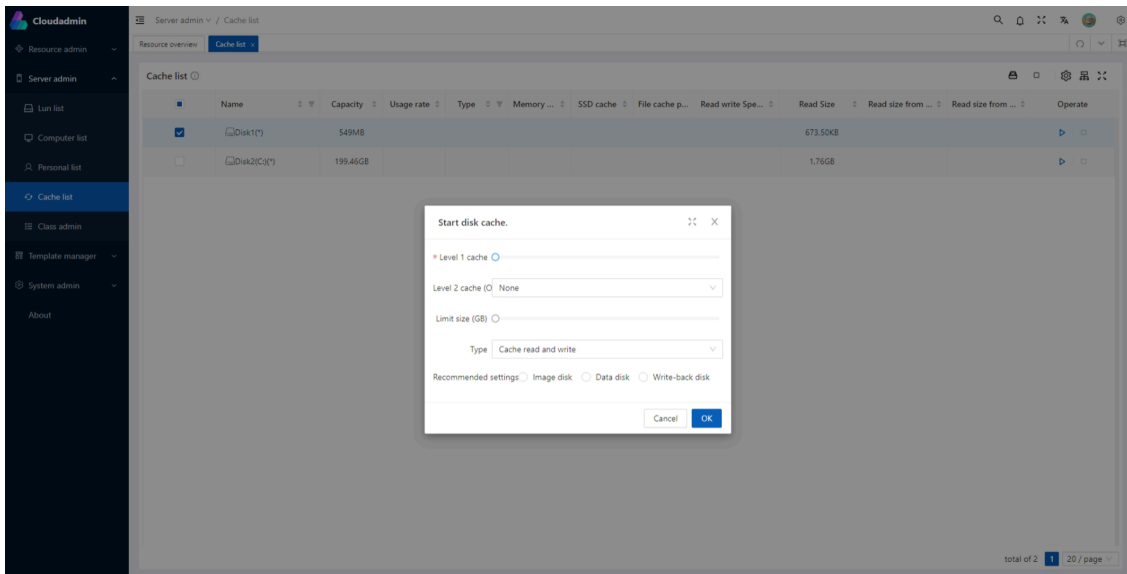 Cloudadmin
Server admin / Cache list
Resource admin
Resource overview
Cache list ×
Server admin
Cache list
Lun list
Name Capacity Usage rate Type Memory ... SSD cache File cache p... Read write Spe... Read Size Read size from ... Read size from ... Operate
Computer list
Disk1(*) 549MB 673.50KB
Personal list
Disk2(C:)(*) 199.46GB 1.76GB
Cache list
Class admin
Template manager
System admin
About
Start disk cache.
* Level 1 cache
Level 2 cache (O None
Limit size (GB)
Type Cache read and write
Recommended settings Image disk Data disk Write-back disk
Cancel OK
total of 2 1 20 / page